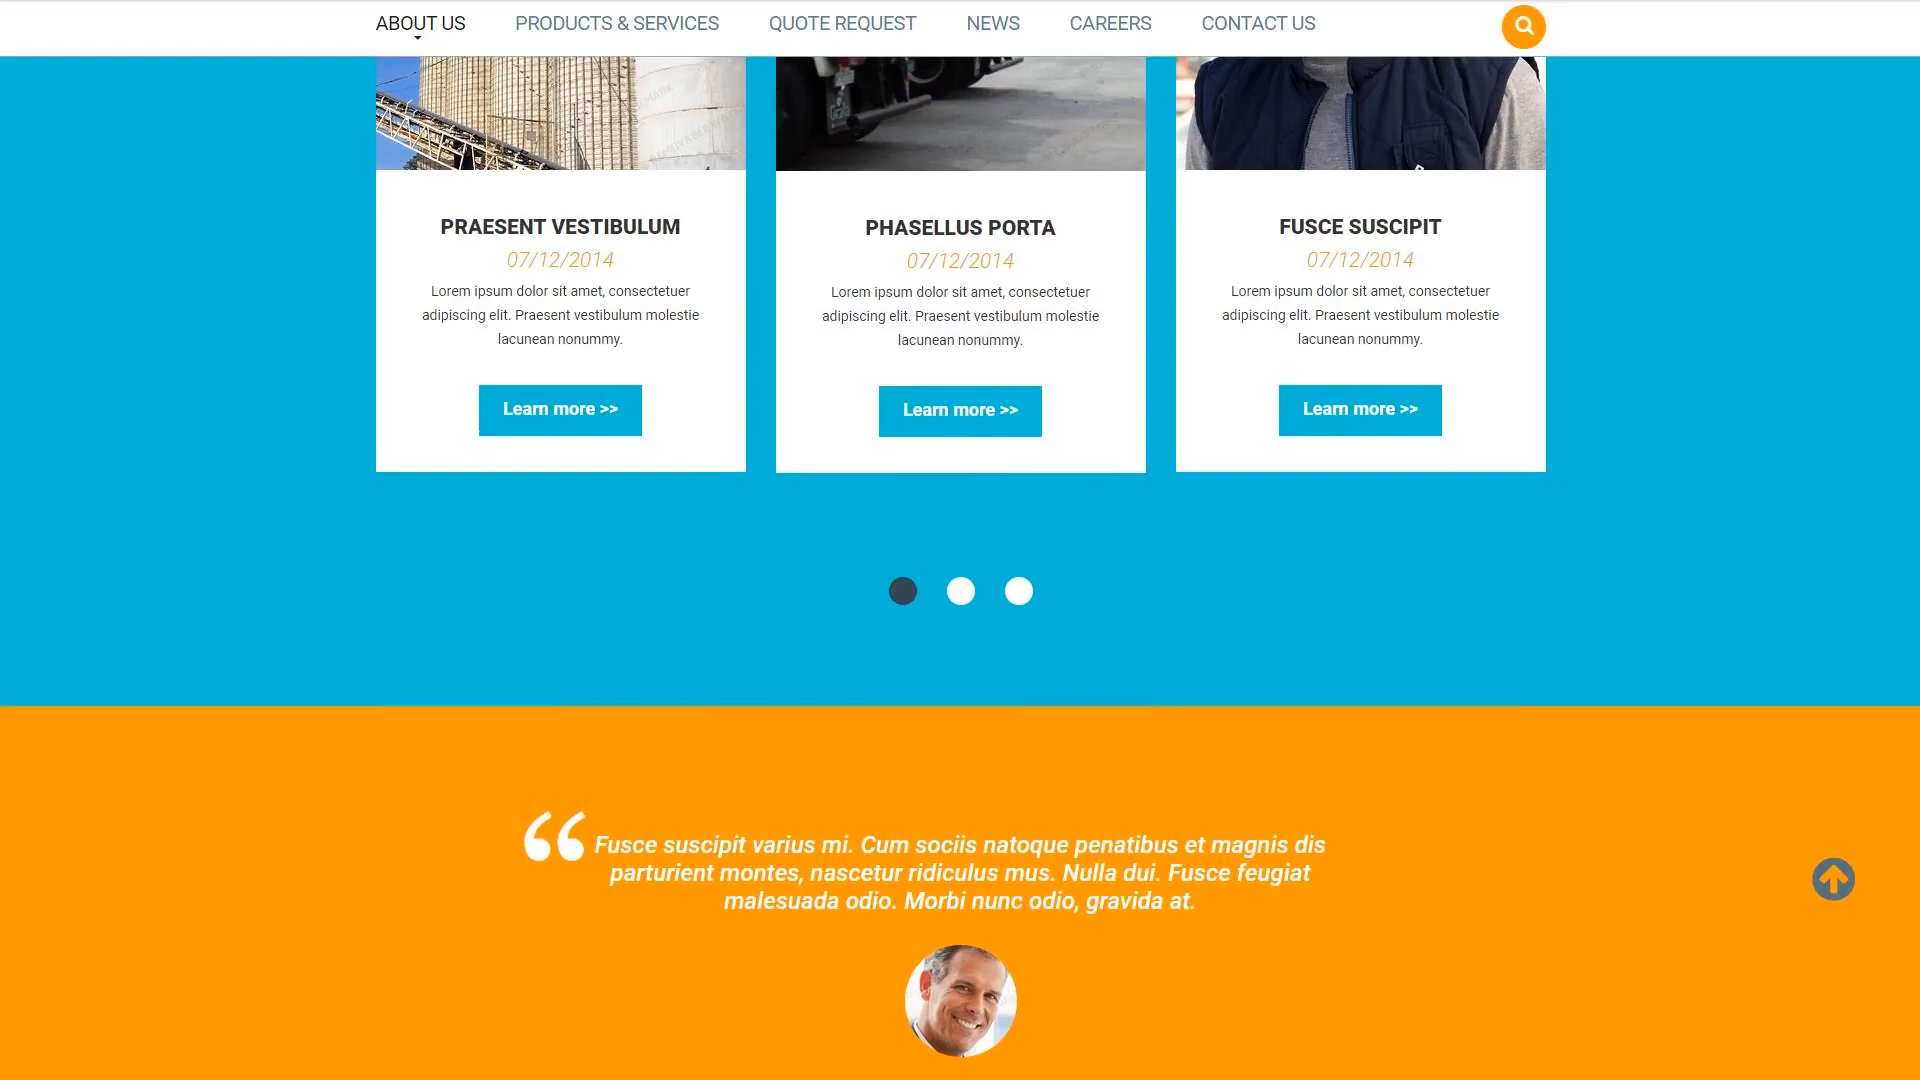 ABOUT US
PRODUCTS & SERVICES
QUOTE REQUEST
NEWS
CAREERS
CONTACT US
PRAESENT VESTIBULUM
07/12/2014
Lorem ipsum dolor sit amet, consectetuer
adipiscing elit. Praesent vestibulum molestie
lacunean nonummy.
Learn more >>
PHASELLUS PORTA
07/12/2014
Lorem ipsum dolor sit amet, consectetuer
adipiscing elit. Praesent vestibulum molestie
lacunean nonummy.
Learn more >>
FUSCE SUSCIPIT
07/12/2014
Lorem ipsum dolor sit amet, consectetuer
adipiscing elit. Praesent vestibulum molestie
lacunean nonummy.
Learn more >>
“ Fusce suscipit varius mi. Cum sociis natoque penatibus et magnis dis
parturient montes, nascetur ridiculus mus. Nulla dui. Fusce feugiat
malesuada odio. Morbi nunc odio, gravida at.